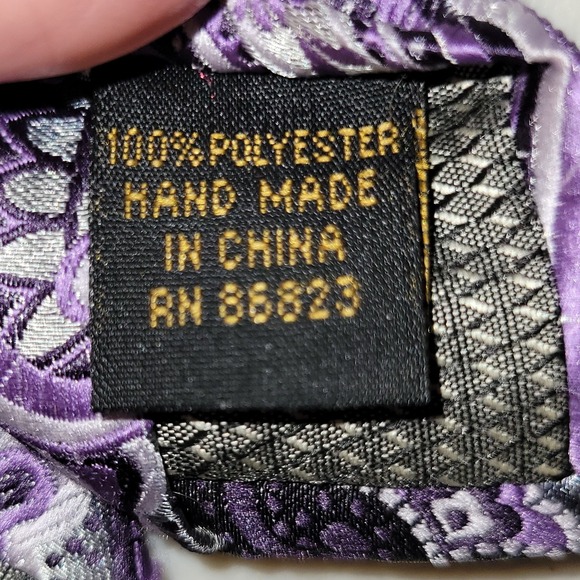 100% POLYESTER
HAND MADE
IN CHINA
RN 86823